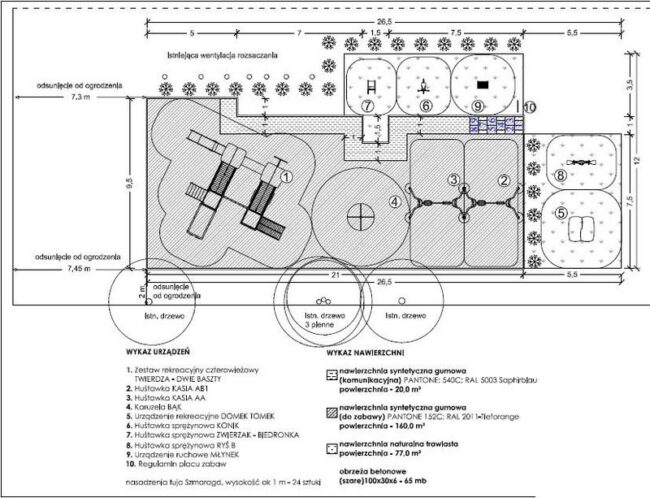 26,5
5
7
1,5
7,5
5,5
Istniejąca wentylacja rozsączania
odsunięcie od ogrodzenia
7,3 m
3,5
1
1
1
1,5
1
1
1
9,5
12
7,5
7
6
9
10
1
3
2
4
8
5
odsunięcie od ogrodzenia
7,45 m
21
5,5
26,5
2 m
odsunięcie
od ogrodzenia
Istn. drzewo
Istn. drzewo
3 pienne
Istn. drzewo
WYKAZ URZĄDZEŃ
1. Zestaw rekreacyjny czterowieżowy
TWIERDZA - DWIE BASZTY
2. Huśtawka KASIA AB1
3. Huśtawka KASIA AA
4. Karuzela BĄK
5. Urządzenie rekreacyjne DOMEK TOMEK
6. Huśtawka sprężynowa KONIK
7. Huśtawka sprężynowa ZWIERZAK - BIEDRONKA
8. Huśtawka sprężynowa RYŚ B
9. Urządzenie ruchowe MŁYNEK
10. Regulamin placu zabaw
nasadzenia tuja Szmaragd, wysokość ok 1 m - 24 sztuki
WYKAZ NAWIERZCHNI
nawierzchnia syntetyczna gumowa
(komunikacyjna) PANTONE: 540C; RAL 5003 Saphirblau
powierzchnia - 20,0 m²
nawierzchnia syntetyczna gumowa
(do zabawy) PANTONE 152C; RAL 2011-Tieforange
powierzchnia - 160,0 m²
nawierzchnia naturalna trawiasta
powierzchnia - 77,0 m²
obrzeża betonowe
(szare)100x30x6 - 65 mb